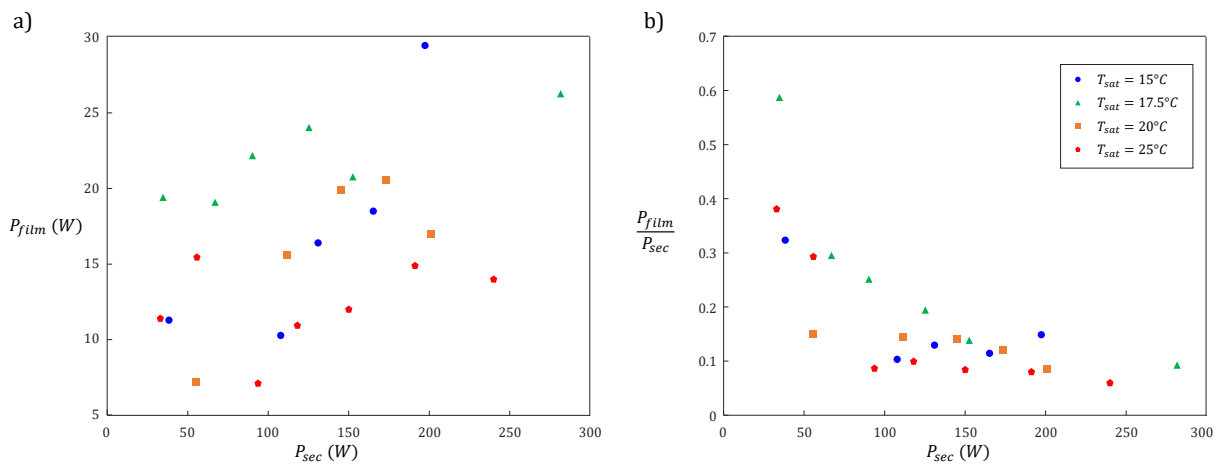 a)
30
25
20
15
10
5
P_film (W)
0 50 100 150 200 250 300
P_sec (W)
b)
0.7
0.6
0.5
0.4
0.3
0.2
0.1
0
P_film
P_sec
0 50 100 150 200 250 300
P_sec (W)
T_sat = 15°C
T_sat = 17.5°C
T_sat = 20°C
T_sat = 25°C